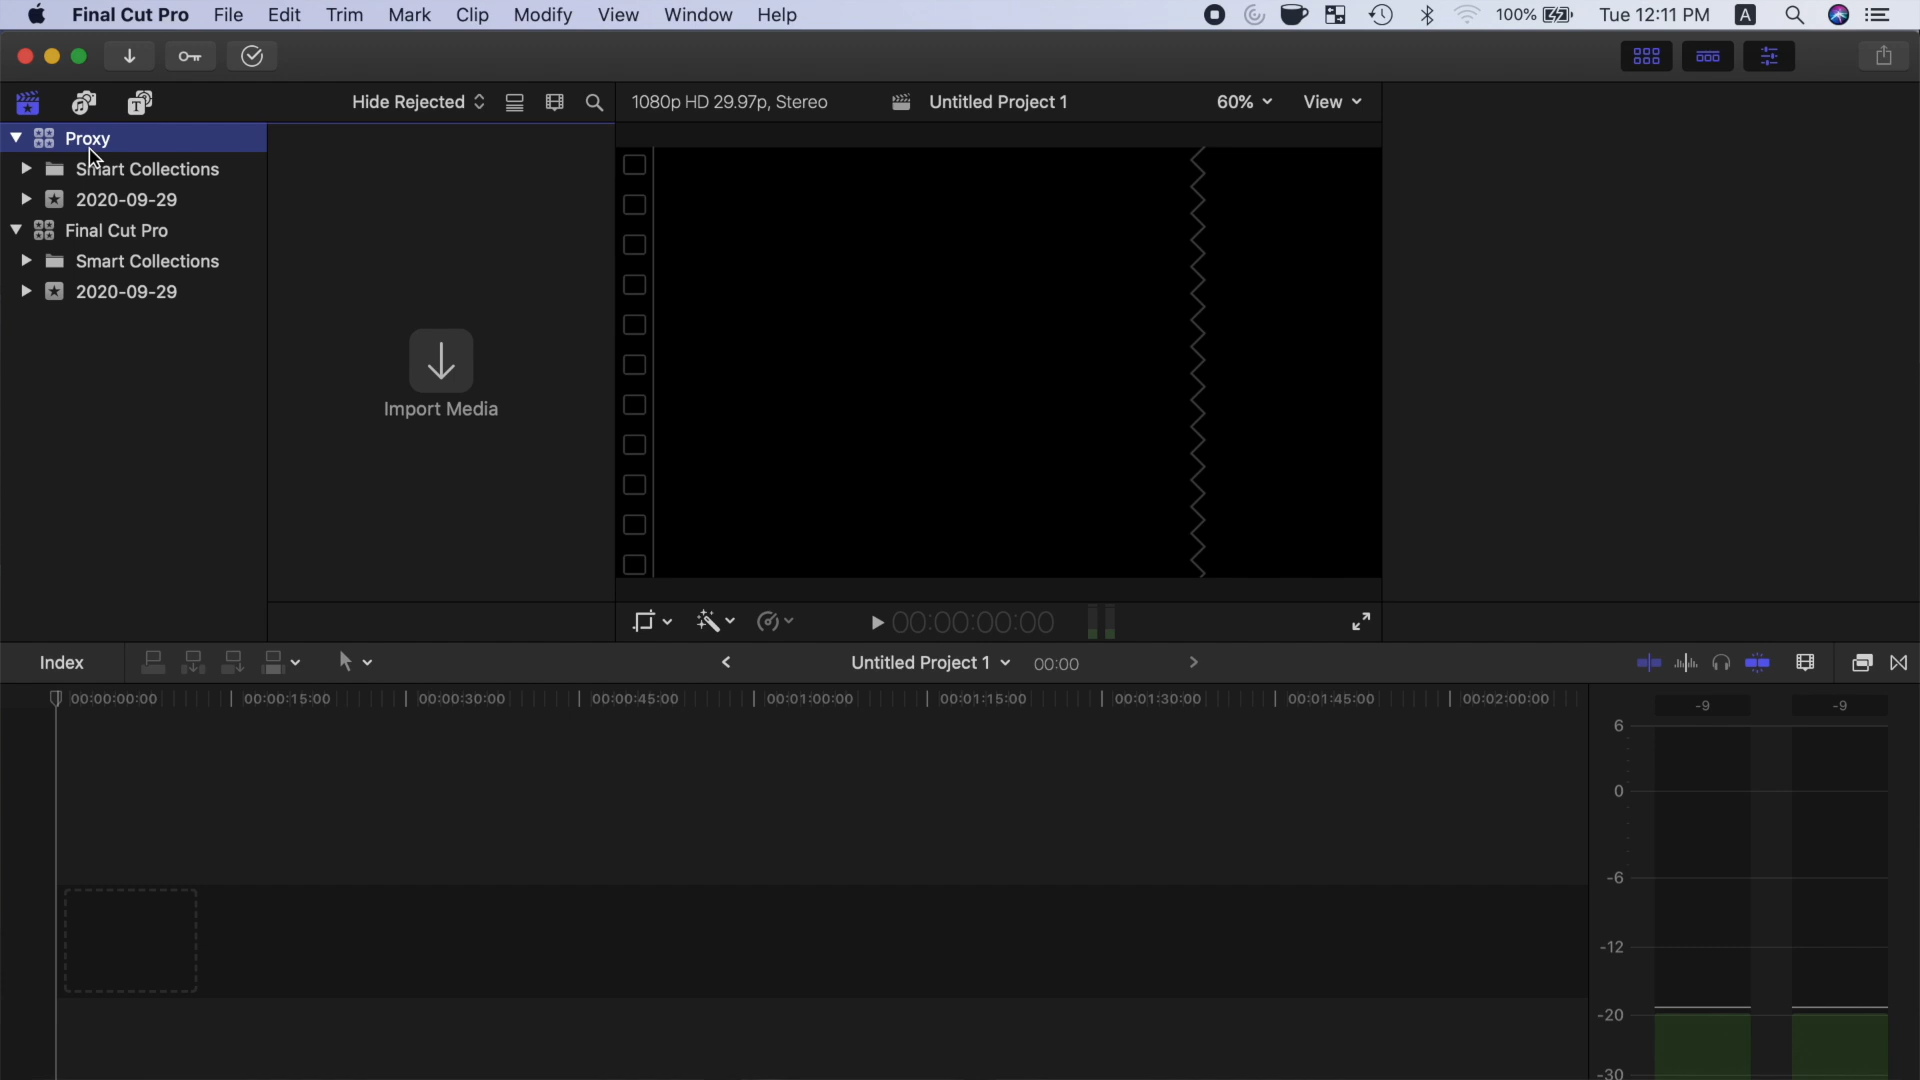 Final Cut Pro File Edit Trim Mark Clip Modify View Window Help 100% Tue 12:11 PM A
Hide Rejected 1080p HD 29.97p, Stereo Untitled Project 1 60% View
Proxy
Smart Collections
2020-09-29
Final Cut Pro
Smart Collections
2020-09-29
Import Media
00:00:00:00
Index Untitled Project 1 00:00
00:00:00:00 00:00:15:00 00:00:30:00 00:00:45:00 00:01:00:00 00:01:15:00 00:01:30:00 00:01:45:00 00:02:00:00
-9 -9
6
0
-6
-12
-20
-30